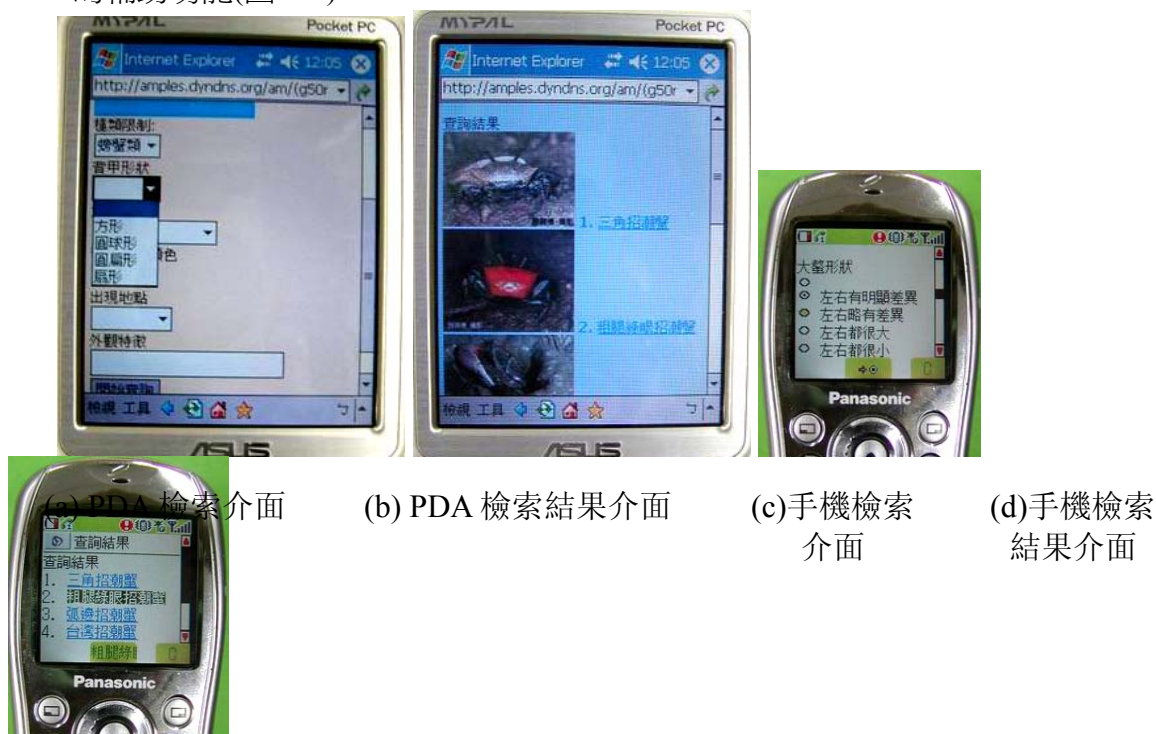 MYPAL
Pocket PC
Internet Explorer 12:05
http://amples.dyndns.org/am/(g50r
種類限制:
螃蟹類
背甲形狀
方形
圓球形
圓扁形
扇形
色
出現地點
外觀特徵
開始查詢
檢視 工具
ASUS
MYPAL
Pocket PC
Internet Explorer 12:05
http://amples.dyndns.org/am/(g50r
查詢結果
1. 三角招潮蟹
2. 粗腿綠眼招潮蟹
檢視 工具
ASUS
大螯形狀
左右有明顯差異
左右略有差異
左右都很大
左右都很小
C
Panasonic
(a) PDA 檢索介面
(b) PDA 檢索結果介面
(c)手機檢索
介面
(d)手機檢索
結果介面
查詢結果
查詢結果
1. 三角招潮蟹
2. 粗腿綠眼招潮蟹
3. 弧邊招潮蟹
4. 台灣招潮蟹
粗腿綠
C
Panasonic